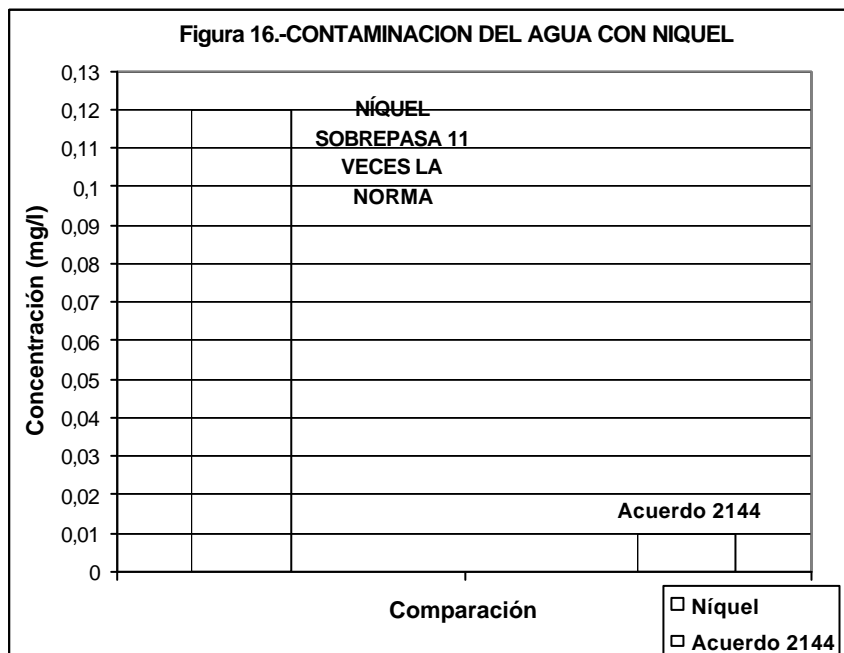 Figura 16.-CONTAMINACION DEL AGUA CON NIQUEL
0,13
0,12
0,11
0,1
0,09
0,08
0,07
0,06
0,05
0,04
0,03
0,02
0,01
0
Concentración (mg/l)
NÍQUEL
SOBREPASA 11
VECES LA
NORMA
Acuerdo 2144
Comparación
Níquel
Acuerdo 2144